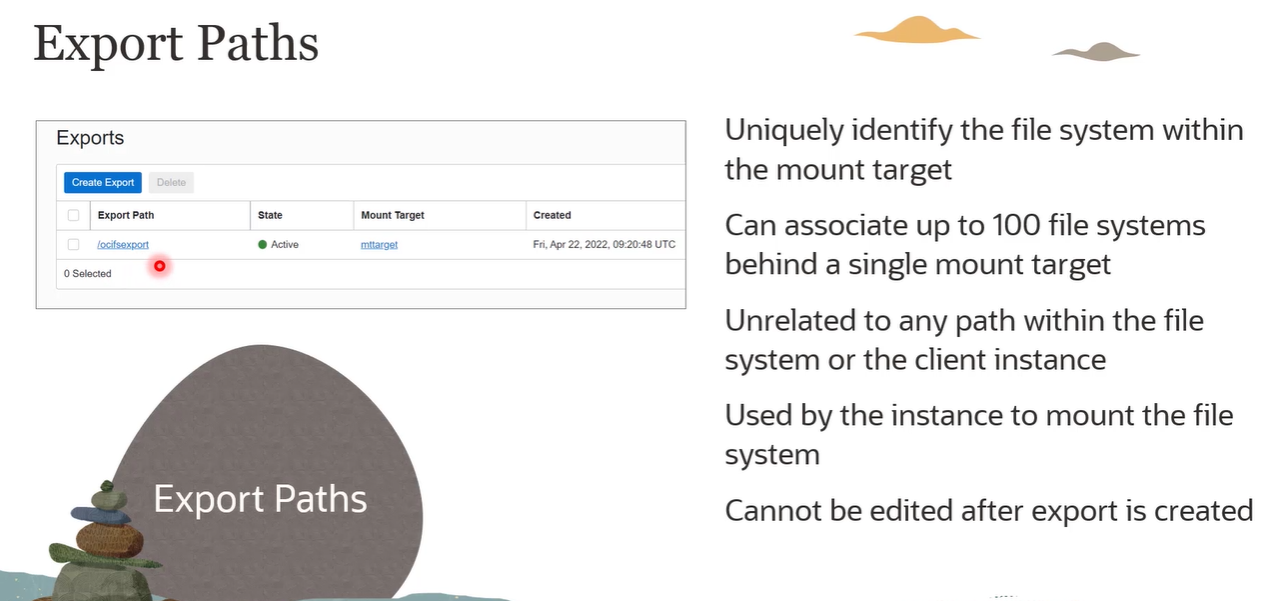 Export Paths
Exports
Create Export Delete
Export Path State Mount Target Created
/ocifsexport Active mttarget Fri, Apr 22, 2022, 09:20:48 UTC
0 Selected
Export Paths
Uniquely identify the file system within
the mount target
Can associate up to 100 file systems
behind a single mount target
Unrelated to any path within the file
system or the client instance
Used by the instance to mount the file
system
Cannot be edited after export is created